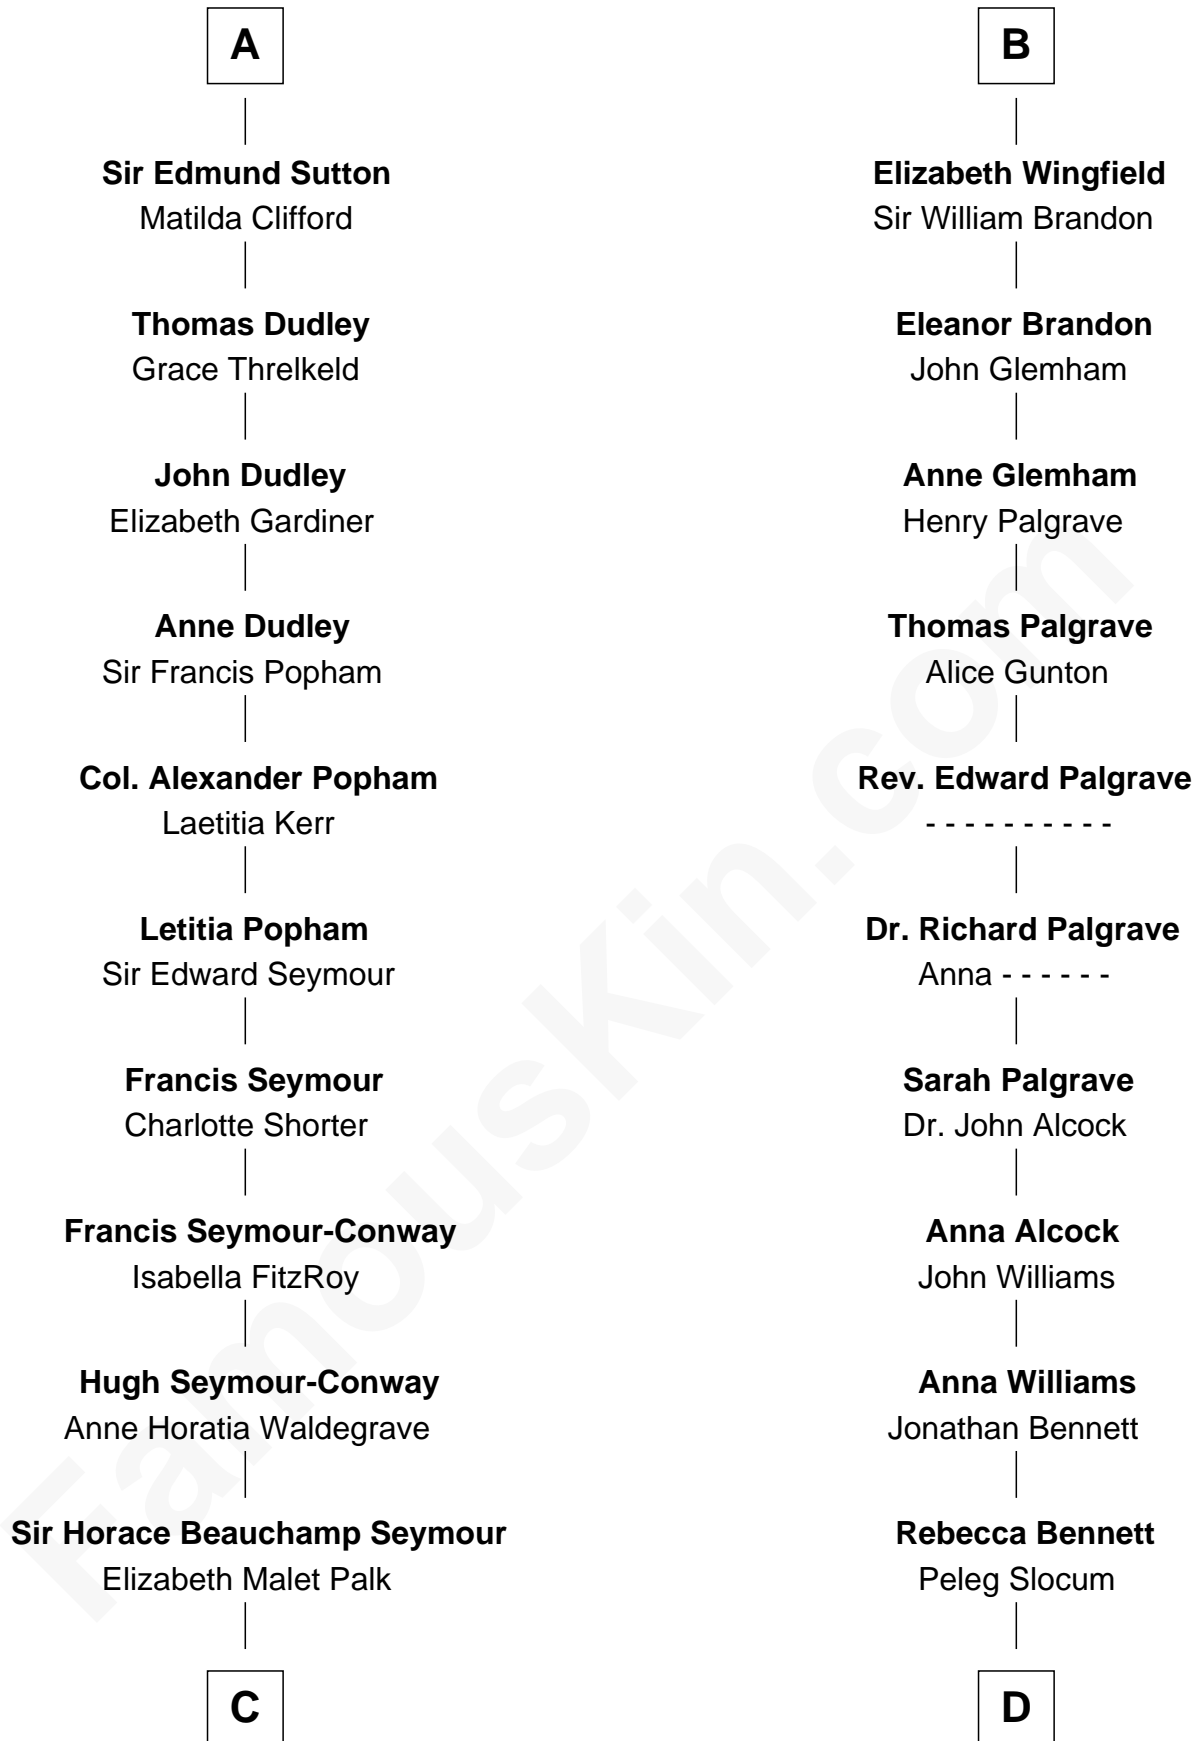 A
Sir Edmund Sutton
Matilda Clifford
Thomas Dudley
Grace Threlkeld
John Dudley
Elizabeth Gardiner
Anne Dudley
Sir Francis Popham
Col. Alexander Popham
Laetitia Kerr
Letitia Popham
Sir Edward Seymour
Francis Seymour
Charlotte Shorter
Francis Seymour-Conway
Isabella FitzRoy
Hugh Seymour-Conway
Anne Horatia Waldegrave
Sir Horace Beauchamp Seymour
Elizabeth Malet Palk
C
B
Elizabeth Wingfield
Sir William Brandon
Eleanor Brandon
John Glemham
Anne Glemham
Henry Palgrave
Thomas Palgrave
Alice Gunton
Rev. Edward Palgrave
- - - - - - - - - -
Dr. Richard Palgrave
Anna - - - - - -
Sarah Palgrave
Dr. John Alcock
Anna Alcock
John Williams
Anna Williams
Jonathan Bennett
Rebecca Bennett
Peleg Slocum
D
FamousKin.com